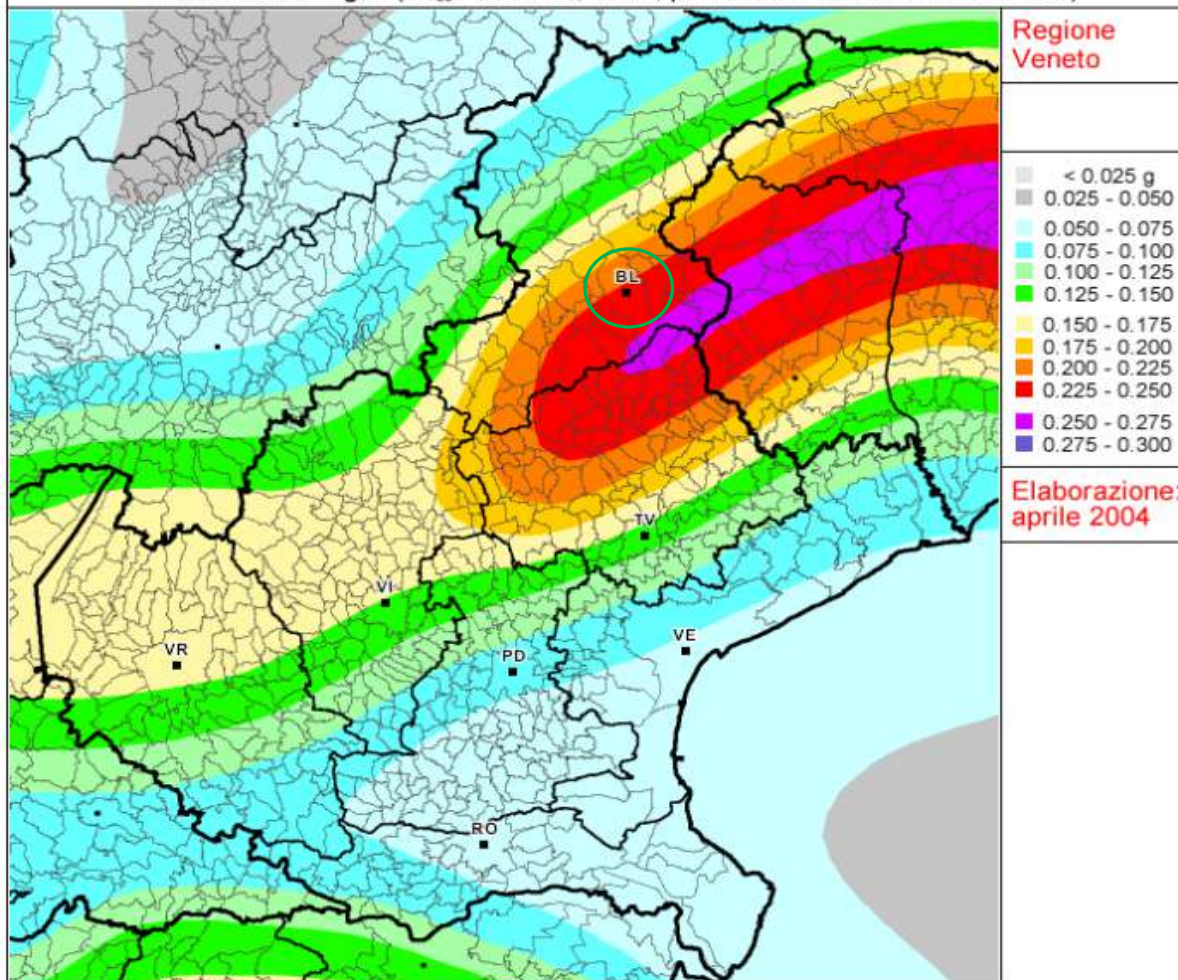 Regione
Veneto
< 0.025 g
0.025 - 0.050
0.050 - 0.075
0.075 - 0.100
0.100 - 0.125
0.125 - 0.150
0.150 - 0.175
0.175 - 0.200
0.200 - 0.225
0.225 - 0.250
0.250 - 0.275
0.275 - 0.300
Elaborazione:
aprile 2004
BL
TV
VI
VR
PD
VE
RO